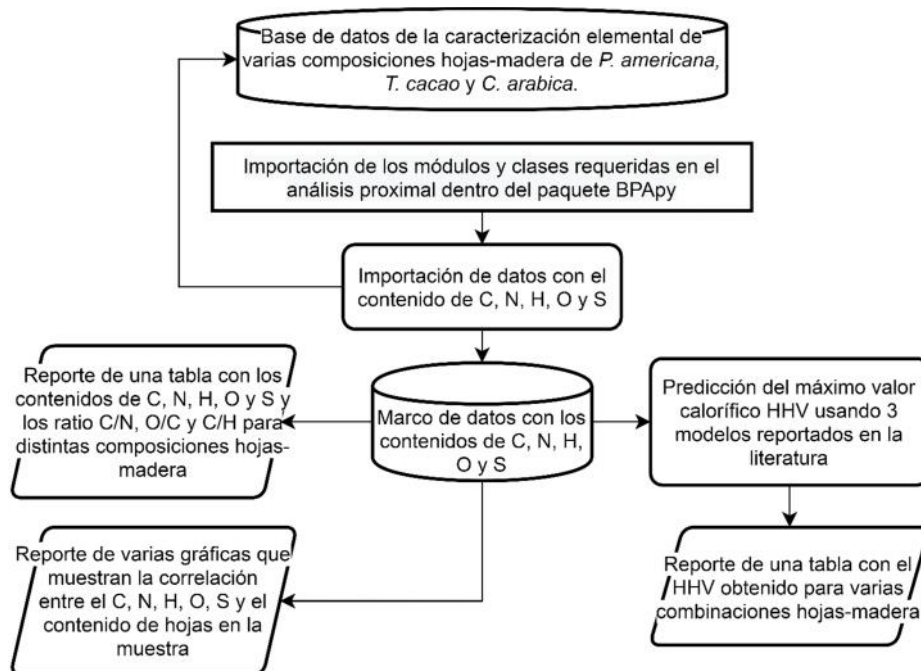 Base de datos de la caracterización elemental de
varias composiciones hojas-madera de P. americana,
T. cacao y C. arabica.
Importación de los módulos y clases requeridas en el
análisis proximal dentro del paquete BPApy
Importación de datos con el
contenido de C, N, H, O y S
Reporte de una tabla con los
contenidos de C, N, H, O y S y
los ratio C/N, O/C y C/H para
distintas composiciones hojas-
madera
Marco de datos con los
contenidos de C, N, H,
O y S
Predicción del máximo valor
calorífico HHV usando 3
modelos reportados en la
literatura
Reporte de varias gráficas que
muestran la correlación
entre el C, N, H, O, S y el
contenido de hojas en la
muestra
Reporte de una tabla con el
HHV obtenido para varias
combinaciones hojas-madera